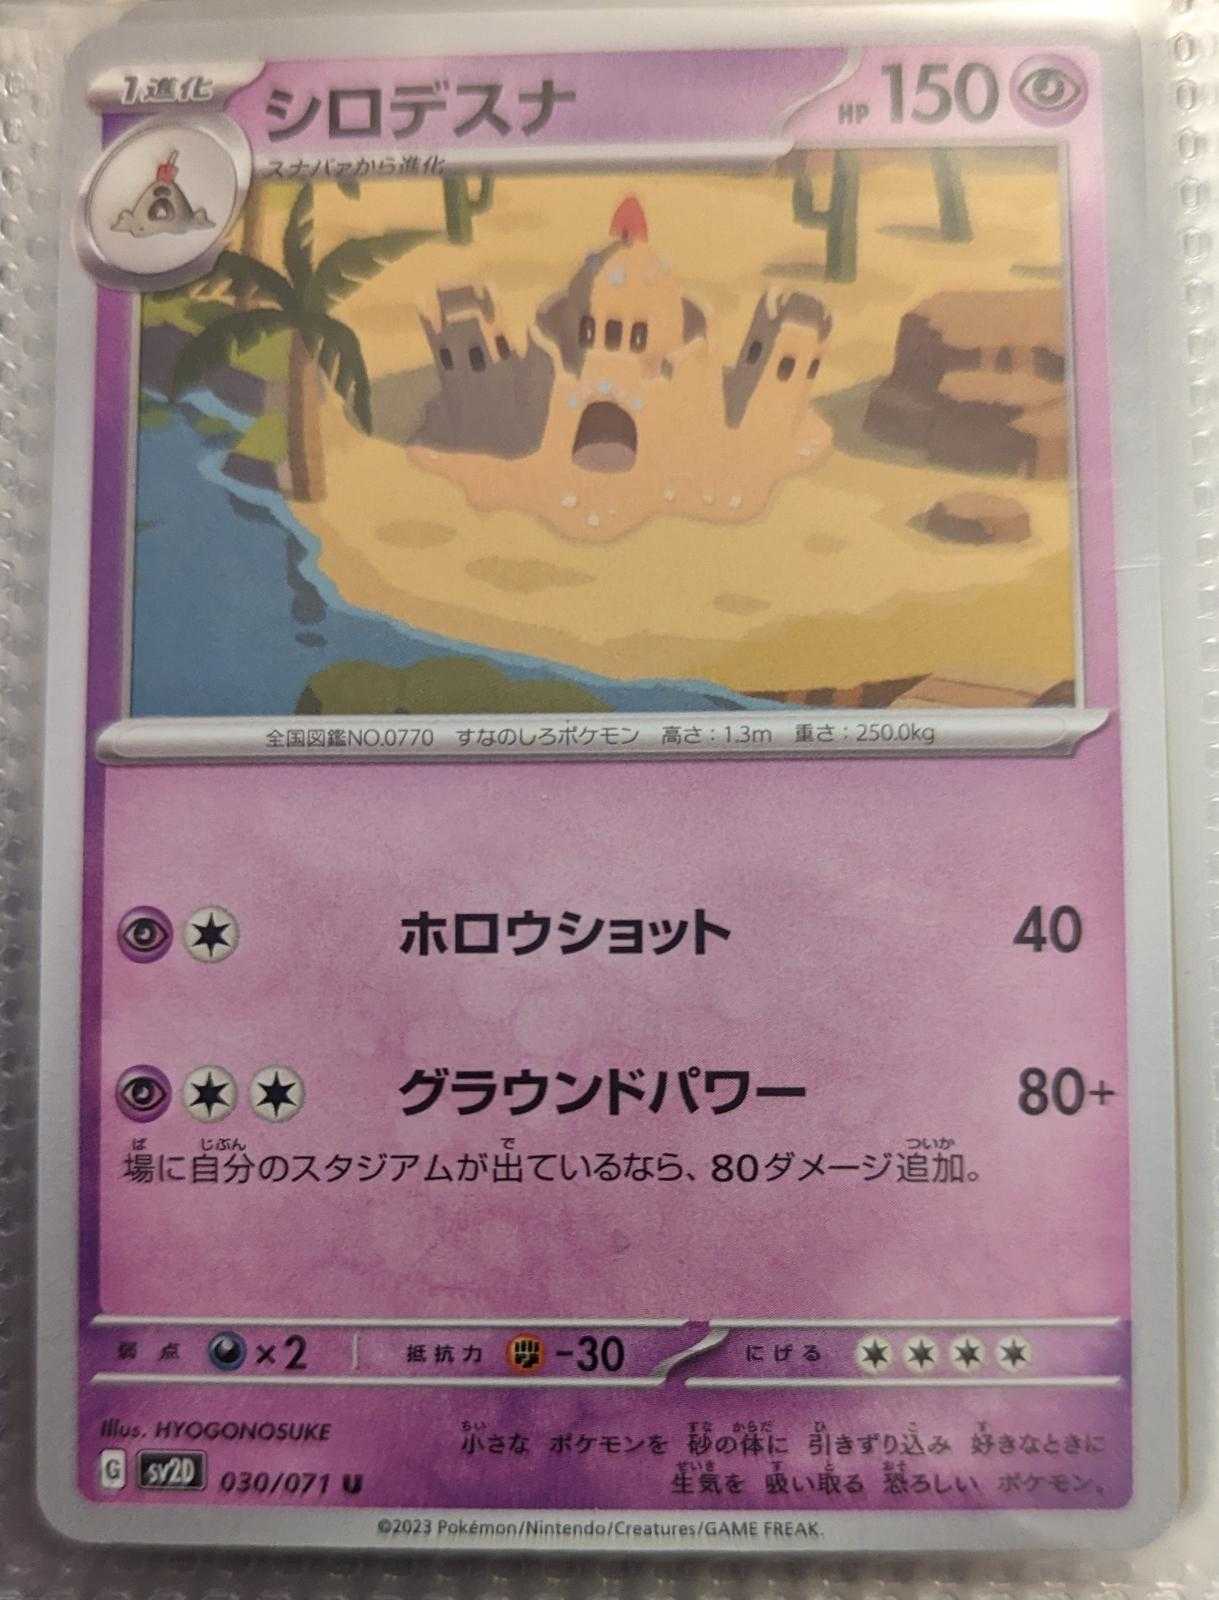 1進化
シロデスナ
HP 150
スナバァから進化
全国図鑑NO.0770 すなのしろポケモン 高さ:1.3m 重さ:250.0kg
ホロウショット 40
グラウンドパワー 80+
場に自分のスタジアムが出ているなら、80ダメージ追加。
弱点 ×2 抵抗力 -30 にげる
Illus. HYOGONOSUKE
G sv2D 030/071 U
小さな ポケモンを 砂の体に 引きずり込み 好きなときに
生気を 吸い取る 恐ろしい ポケモン。
©2023 Pokémon/Nintendo/Creatures/GAME FREAK.